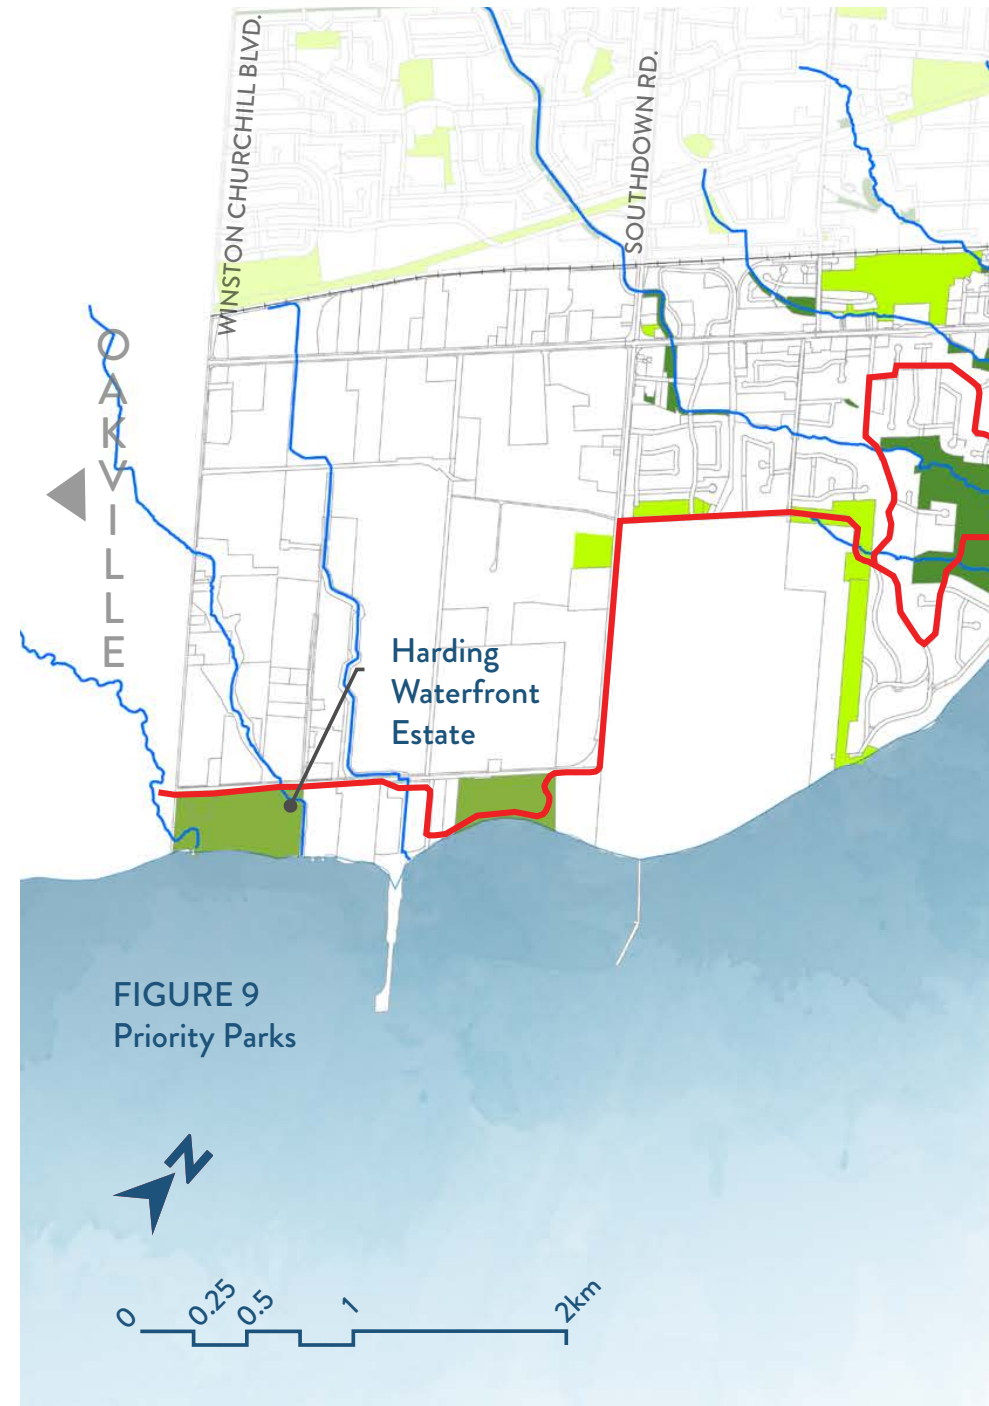 WINSTON CHURCHILL BLVD.
SOUTHDOWN RD.
OAKVILLE
Harding
Waterfront
Estate
FIGURE 9
Priority Parks
N
0
0.25
0.5
1
2km